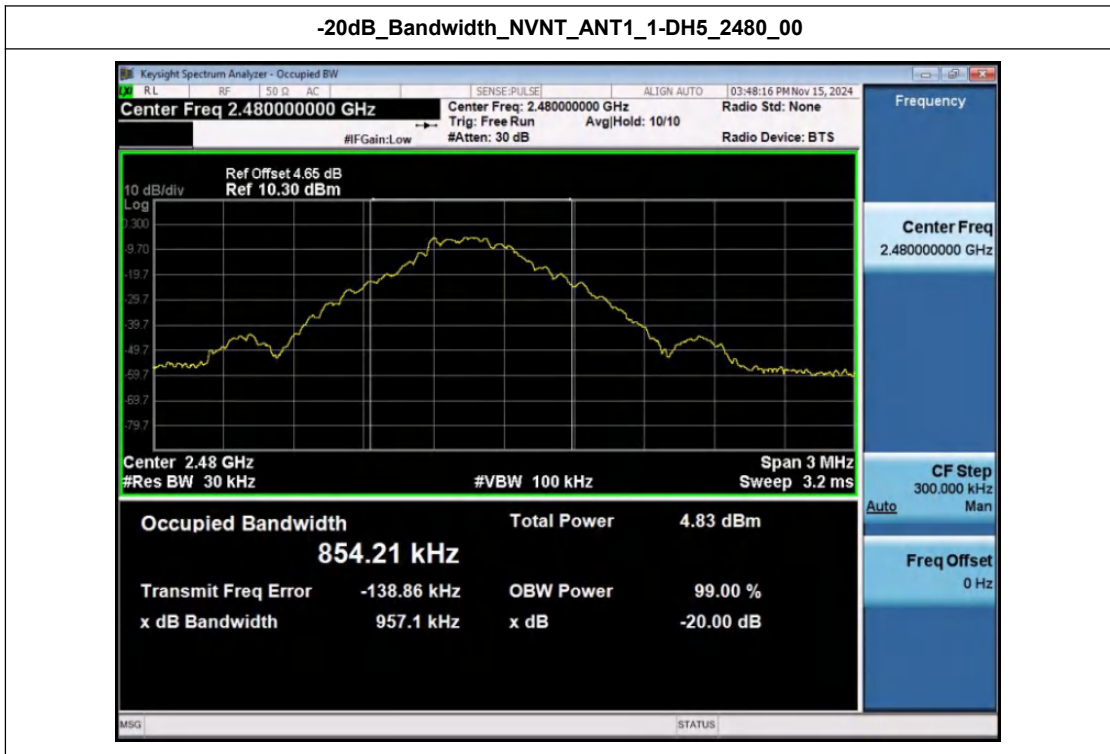 -20dB_Bandwidth_NVNT_ANT1_1-DH5_2480_00
Keysight Spectrum Analyzer - Occupied BW
RL RF 50 Ω AC SENSE:PULSE ALIGN AUTO 03:48:16 PM Nov 15, 2024
Center Freq 2.480000000 GHz
Center Freq: 2.480000000 GHz
Radio Std: None
Trig: Free Run Avg|Hold: 10/10
#IFGain:Low
#Atten: 30 dB
Radio Device: BTS
Frequency
Ref Offset 4.65 dB
10 dB/div Ref 10.30 dBm
Log
0.300
-9.70
-19.7
-29.7
-39.7
-49.7
-59.7
-69.7
-79.7
Center Freq
2.480000000 GHz
Center 2.48 GHz Span 3 MHz
#Res BW 30 kHz #VBW 100 kHz Sweep 3.2 ms
CF Step
300.000 kHz
Auto Man
Occupied Bandwidth Total Power 4.83 dBm
854.21 kHz
Freq Offset
0 Hz
Transmit Freq Error -138.86 kHz OBW Power 99.00 %
x dB Bandwidth 957.1 kHz x dB -20.00 dB
MSG STATUS